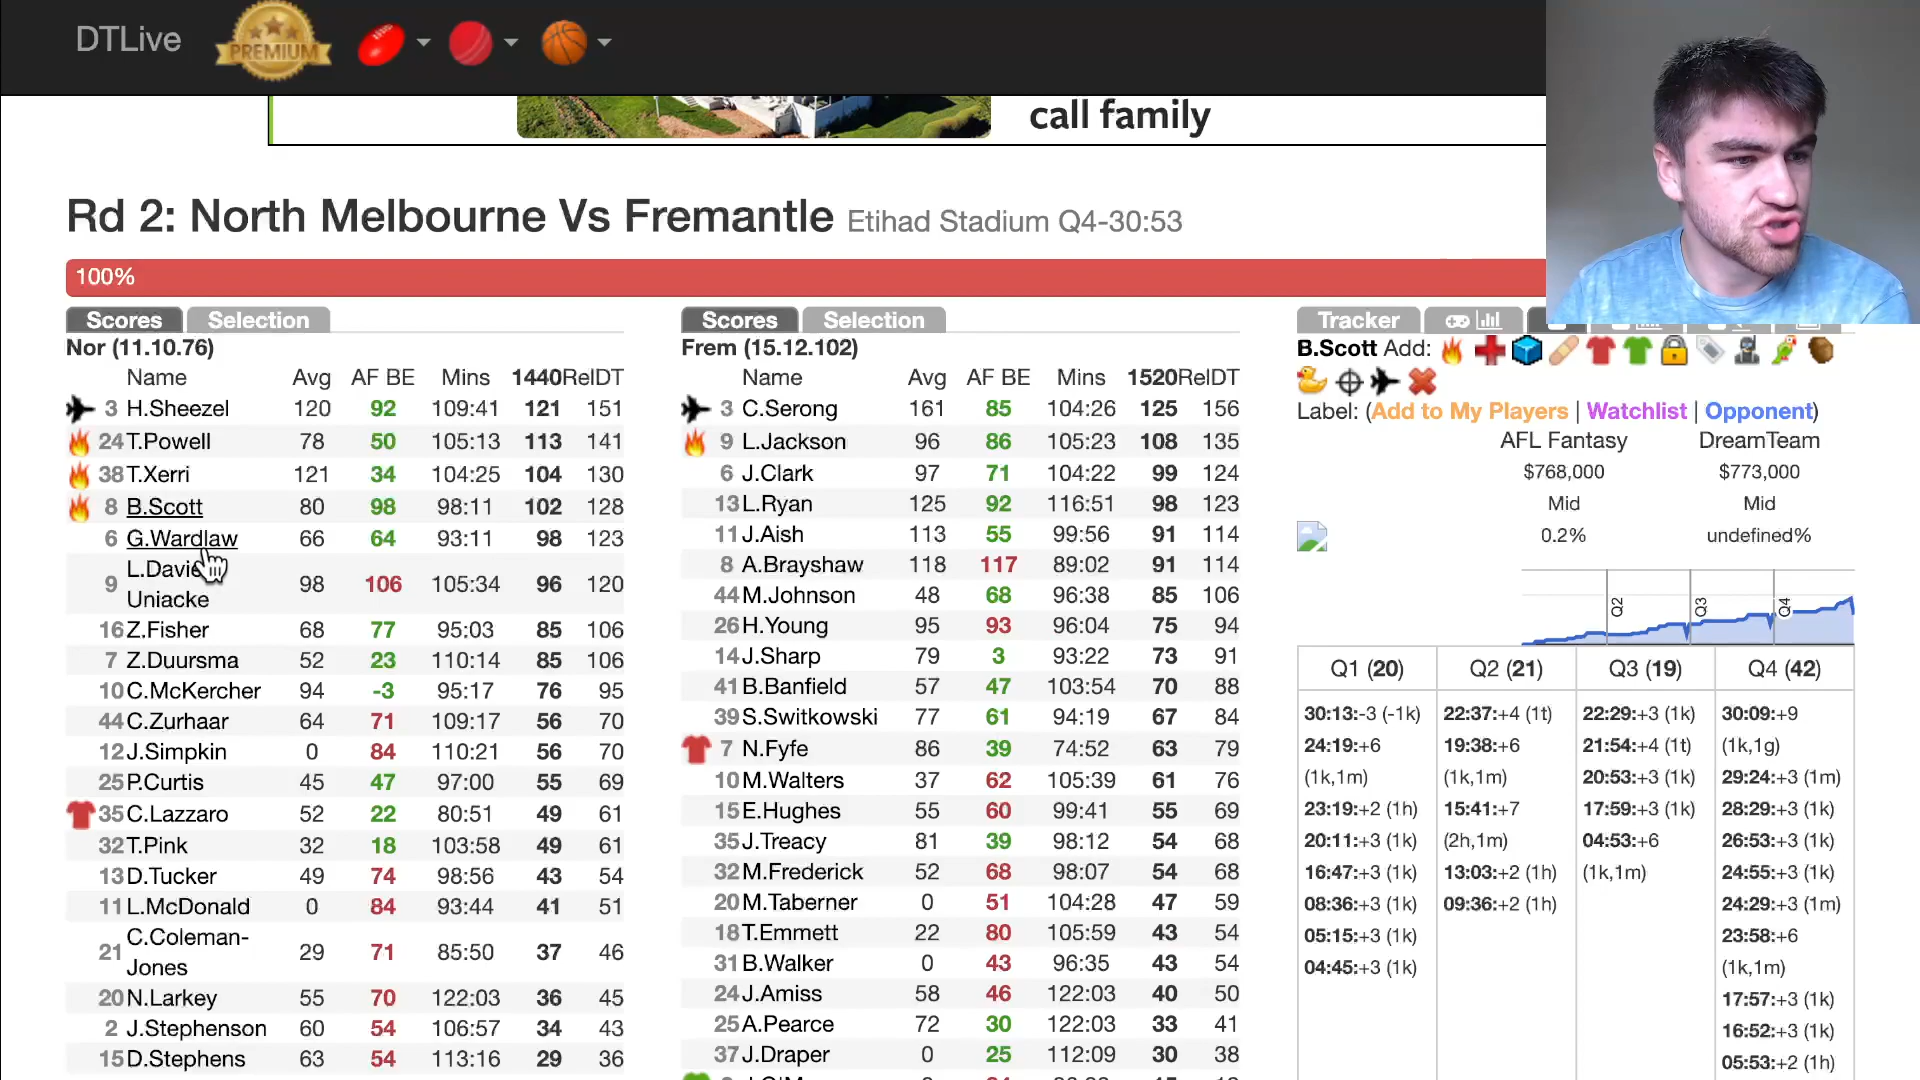 DTLive
PREMIUM
call family
Rd 2: North Melbourne Vs Fremantle Etihad Stadium Q4-30:53
100%
Scores Selection
Nor (11.10.76)
Name Avg AF BE Mins 1440 RelDT
3 H.Sheezel 120 92 109:41 121 151
24 T.Powell 78 50 105:13 113 141
38 T.Xerri 121 34 104:25 104 130
8 B.Scott 80 98 98:11 102 128
6 G.Wardlaw 66 64 93:11 98 123
9 L.Davie
Uniacke 98 106 105:34 96 120
16 Z.Fisher 68 77 95:03 85 106
7 Z.Duursma 52 23 110:14 85 106
10 C.McKercher 94 -3 95:17 76 95
44 C.Zurhaar 64 71 109:17 56 70
12 J.Simpkin 0 84 110:21 56 70
25 P.Curtis 45 47 97:00 55 69
35 C.Lazzaro 52 22 80:51 49 61
32 T.Pink 32 18 103:58 49 61
13 D.Tucker 49 74 98:56 43 54
11 L.McDonald 0 84 93:44 41 51
21 C.Coleman-
Jones 29 71 85:50 37 46
20 N.Larkey 55 70 122:03 36 45
2 J.Stephenson 60 54 106:57 34 43
15 D.Stephens 63 54 113:16 29 36
Scores Selection
Frem (15.12.102)
Name Avg AF BE Mins 1520 RelDT
3 C.Serong 161 85 104:26 125 156
9 L.Jackson 96 86 105:23 108 135
6 J.Clark 97 71 104:22 99 124
13 L.Ryan 125 92 116:51 98 123
11 J.Aish 113 55 99:56 91 114
8 A.Brayshaw 118 117 89:02 91 114
44 M.Johnson 48 68 96:38 85 106
26 H.Young 95 93 96:04 75 94
14 J.Sharp 79 3 93:22 73 91
41 B.Banfield 57 47 103:54 70 88
39 S.Switkowski 77 61 94:19 67 84
7 N.Fyfe 86 39 74:52 63 79
10 M.Walters 37 62 105:39 61 76
15 E.Hughes 55 60 99:41 55 69
35 J.Treacy 81 39 98:12 54 68
32 M.Frederick 52 68 98:07 54 68
20 M.Taberner 0 51 104:28 47 59
18 T.Emmett 22 80 105:59 43 54
31 B.Walker 0 43 96:35 43 54
24 J.Amiss 58 46 122:03 40 50
25 A.Pearce 72 30 122:03 33 41
37 J.Draper 0 25 112:09 30 38
Tracker
B.Scott Add:
Label: (Add to My Players | Watchlist | Opponent)
AFL Fantasy DreamTeam
$768,000 $773,000
Mid Mid
0.2% undefined%
Q2 Q3 Q4
Q1 (20) Q2 (21) Q3 (19) Q4 (42)
30:13:-3 (-1k)
24:19:+6
(1k,1m)
23:19:+2 (1h)
20:11:+3 (1k)
16:47:+3 (1k)
08:36:+3 (1k)
05:15:+3 (1k)
04:45:+3 (1k)
22:37:+4 (1t)
19:38:+6
(1k,1m)
15:41:+7
(2h,1m)
13:03:+2 (1h)
09:36:+2 (1h)
22:29:+3 (1k)
21:54:+4 (1t)
20:53:+3 (1k)
17:59:+3 (1k)
04:53:+6
(1k,1m)
30:09:+9
(1k,1g)
29:24:+3 (1m)
28:29:+3 (1k)
26:53:+3 (1k)
24:55:+3 (1k)
24:29:+3 (1m)
23:58:+6
(1k,1m)
17:57:+3 (1k)
16:52:+3 (1k)
05:53:+2 (1h)